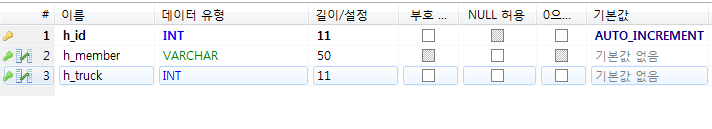 # 이름 데이터 유형 길이/설정 부호 ... NULL 허용 0으... 기본값
1 h_id INT 11 AUTO_INCREMENT
2 h_member VARCHAR 50 기본값 없음
3 h_truck INT 11 기본값 없음